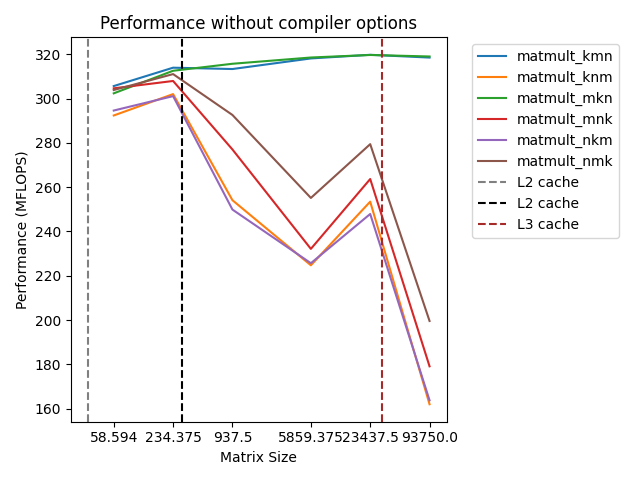 Performance without compiler options
Performance (MFLOPS)
320
300
280
260
240
220
200
180
160
58.594 234.375 937.5 5859.375 23437.5 93750.0
Matrix Size
matmult_kmn
matmult_knm
matmult_mkn
matmult_mnk
matmult_nkm
matmult_nmk
L2 cache
L2 cache
L3 cache